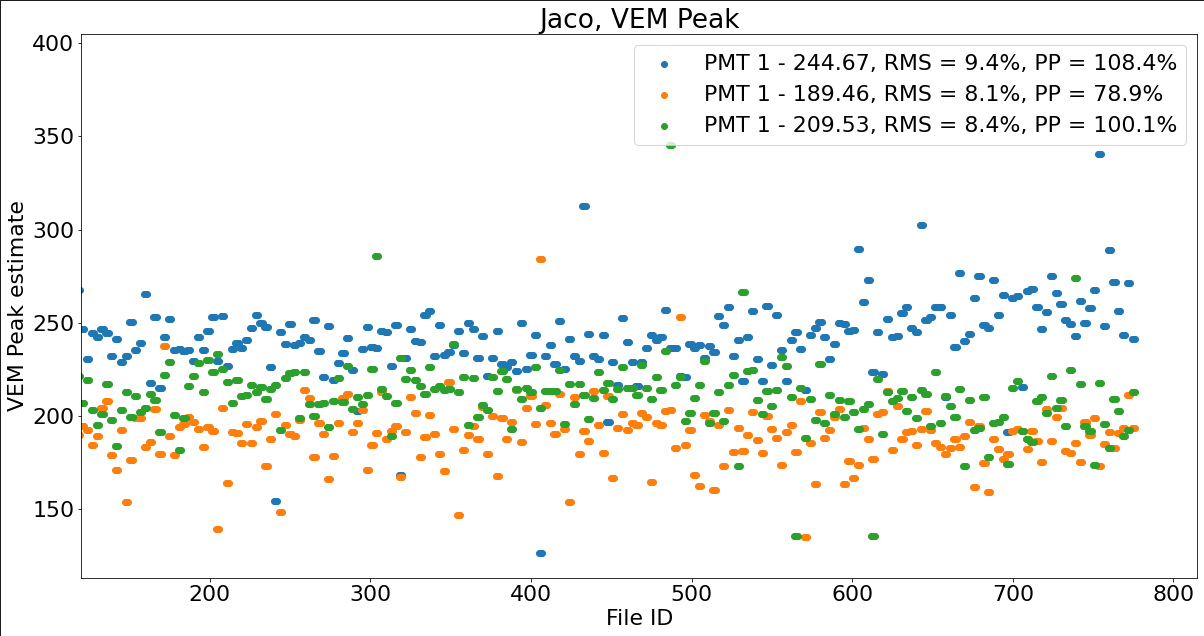 Jaco, VEM Peak
PMT 1 - 244.67, RMS = 9.4%, PP = 108.4%
PMT 1 - 189.46, RMS = 8.1%, PP = 78.9%
PMT 1 - 209.53, RMS = 8.4%, PP = 100.1%
VEM Peak estimate
400
350
300
250
200
150
200 300 400 500 600 700 800
File ID